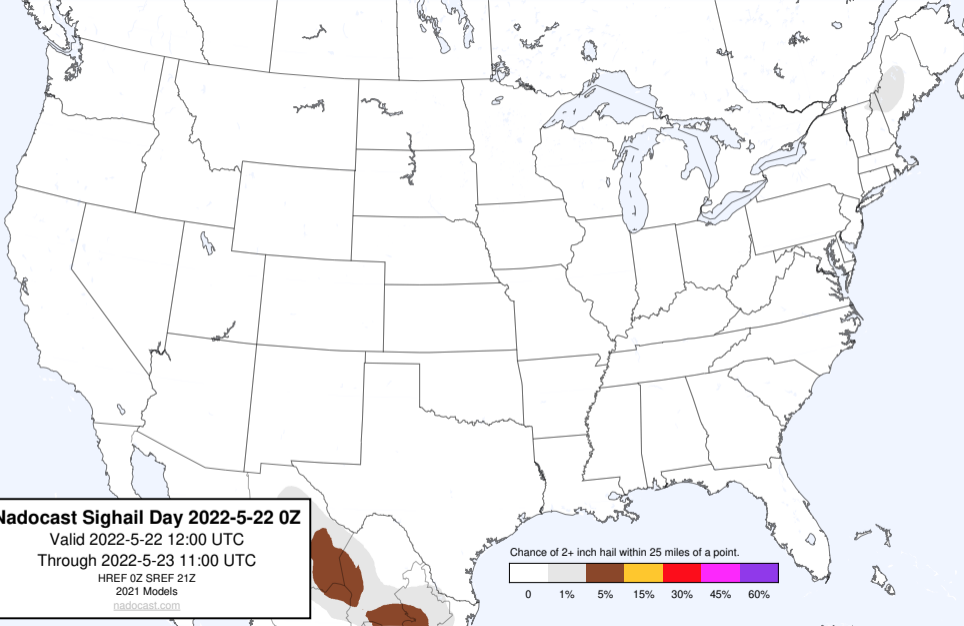 Nadocast Sighail Day 2022-5-22 0Z
Valid 2022-5-22 12:00 UTC
Through 2022-5-23 11:00 UTC
HREF 0Z SREF 21Z
2021 Models
nadocast.com
Chance of 2+ inch hail within 25 miles of a point.
0 1% 5% 15% 30% 45% 60%